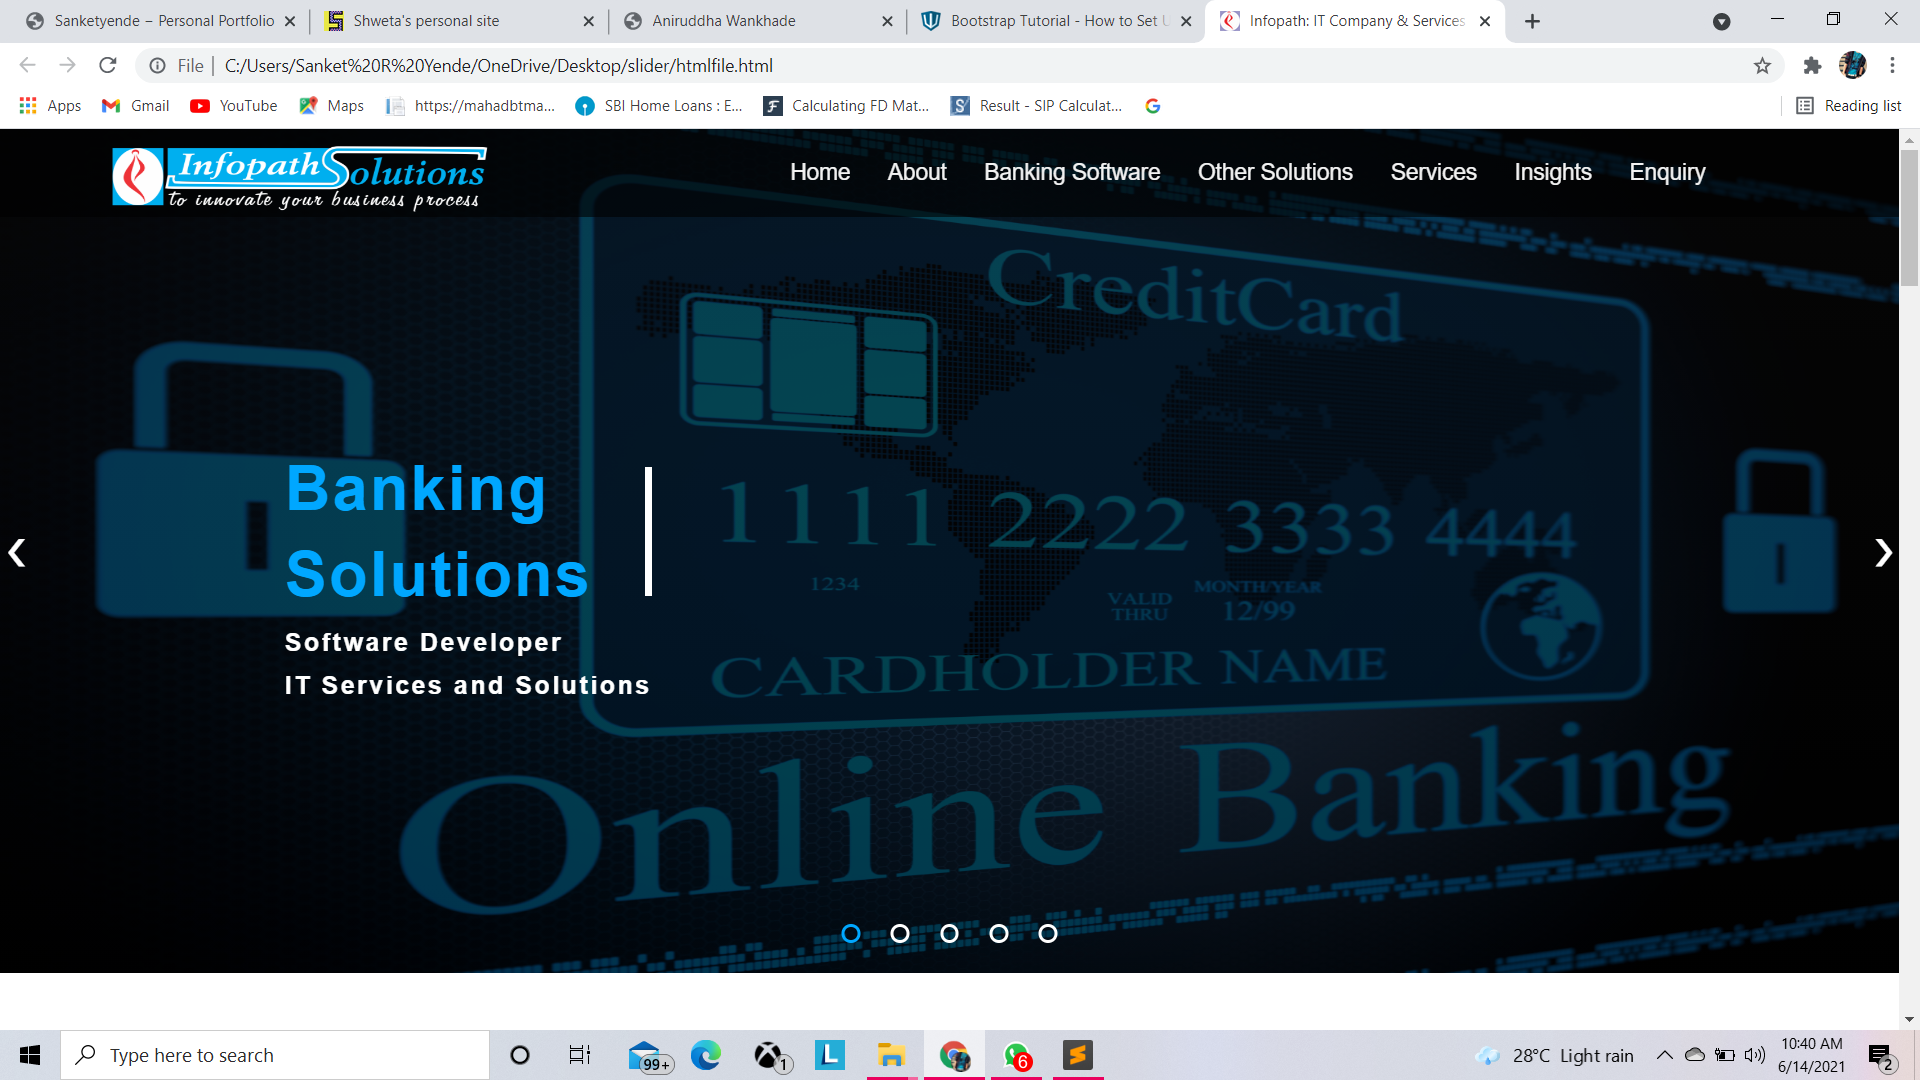 Sanketyende – Personal Portfolio
Shweta's personal site
Aniruddha Wankhade
Bootstrap Tutorial - How to Set U
Infopath: IT Company & Services
File
C:/Users/Sanket%20R%20Yende/OneDrive/Desktop/slider/htmlfile.html
Apps
Gmail
YouTube
Maps
https://mahadbtma...
SBI Home Loans : E...
Calculating FD Mat...
Result - SIP Calculat...
Reading list
Infopath Solutions
to innovate your business process
Home
About
Banking Software
Other Solutions
Services
Insights
Enquiry
CreditCard
Banking
Solutions
1111 2222 3333 4444
1234
VALID
THRU
MONTH/YEAR
12/99
CARDHOLDER NAME
Software Developer
IT Services and Solutions
Online Banking
Type here to search
99+
1
L
6
28°C Light rain
10:40 AM
6/14/2021
2